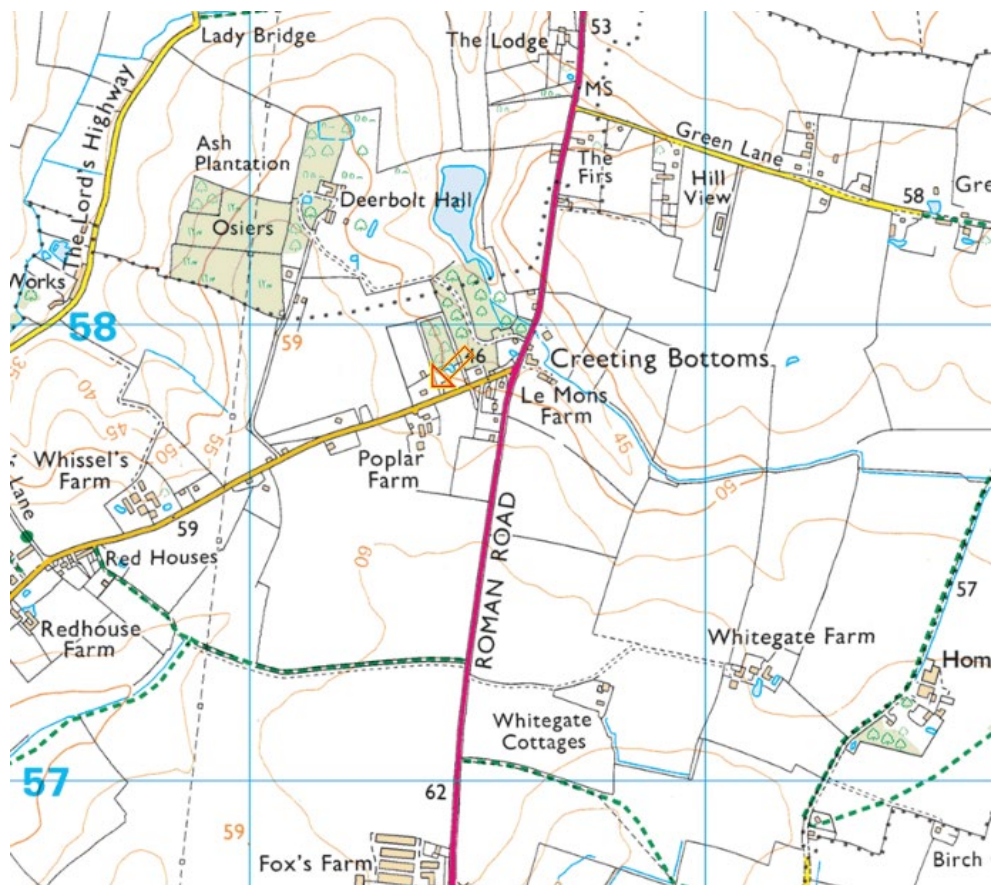 Lady Bridge
The Lodge
53
MS
The Lord's Highway
Ash
Plantation
Green Lane
The
Firs
Hill
View
58
Gre
Deerbolt Hall
Osiers
Works
58
59
46
Creeting Bottoms
35
40
45
50
55
Le Mons
Farm
45
50
Whissel's
Farm
Poplar
Farm
Lane
59
Red Houses
60
ROMAN ROAD
57
Redhouse
Farm
Whitegate Farm
Hom
Whitegate
Cottages
57
62
59
Fox's Farm
Birch